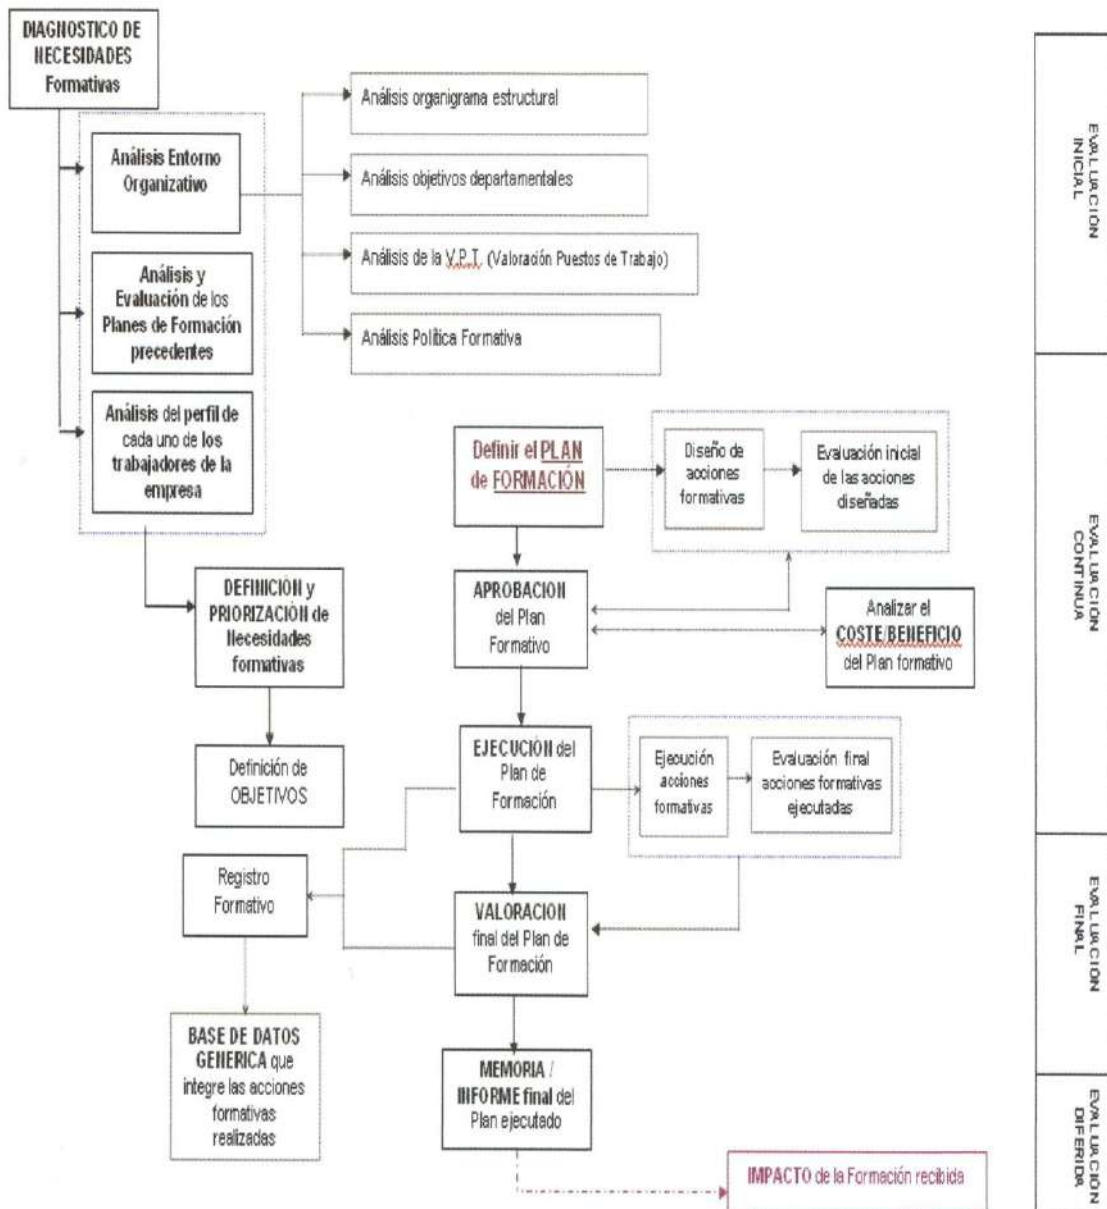 DIAGNOSTICO DE
NECESIDADES
Formativas
Análisis Entorno
Organizativo
Análisis organigrama estructural
Análisis objetivos departamentales
Análisis de la V.P.T. (Valoración Puestos de Trabajo)
Análisis Política Formativa
Análisis y
Evaluación de los
Planes de Formación
precedentes
Análisis del perfil de
cada uno de los
trabajadores de la
empresa
DEFINICIÓN y
PRIORIZACIÓN de
Necesidades
formativas
Definición de
OBJETIVOS
Definir el PLAN
de FORMACIÓN
Diseño de
acciones
formativas
Evaluación inicial
de las acciones
diseñadas
APROBACION
del Plan
Formativo
Analizar el
COSTE/BENEFICIO
del Plan formativo
EJECUCIÓN del
Plan de
Formación
Ejecución
acciones
formativas
Evaluación final
acciones formativas
ejecutadas
Registro
Formativo
VALORACION
final del Plan de
Formación
BASE DE DATOS
GENERICA que
integre las acciones
formativas
realizadas
MEMORIA /
INFORME final del
Plan ejecutado
IMPACTO de la Formación recibida
EVALUACIÓN
INICIAL
EVALUACIÓN
CONTINUA
EVALUACIÓN
FINAL
EVALUACIÓN
DIFERIDA